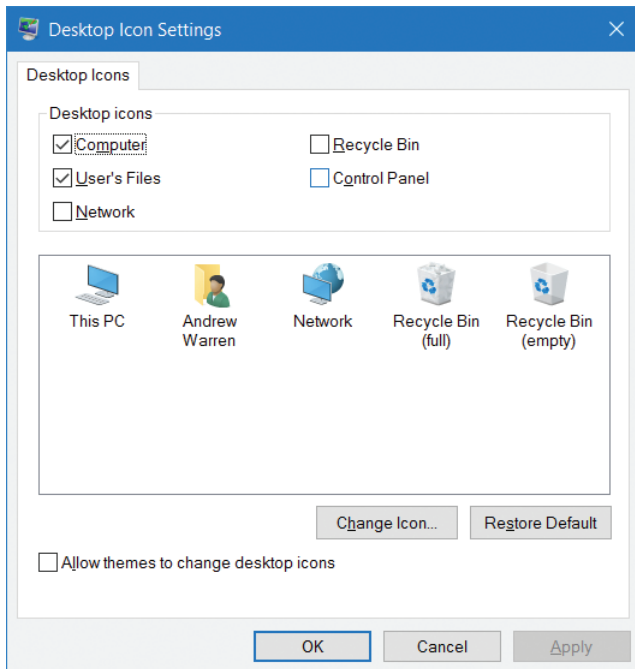 Desktop Icon Settings
Desktop Icons
Desktop icons
Computer
Recycle Bin
User's Files
Control Panel
Network
This PC
Andrew
Warren
Network
Recycle Bin
(full)
Recycle Bin
(empty)
Change Icon...
Restore Default
Allow themes to change desktop icons
OK
Cancel
Apply